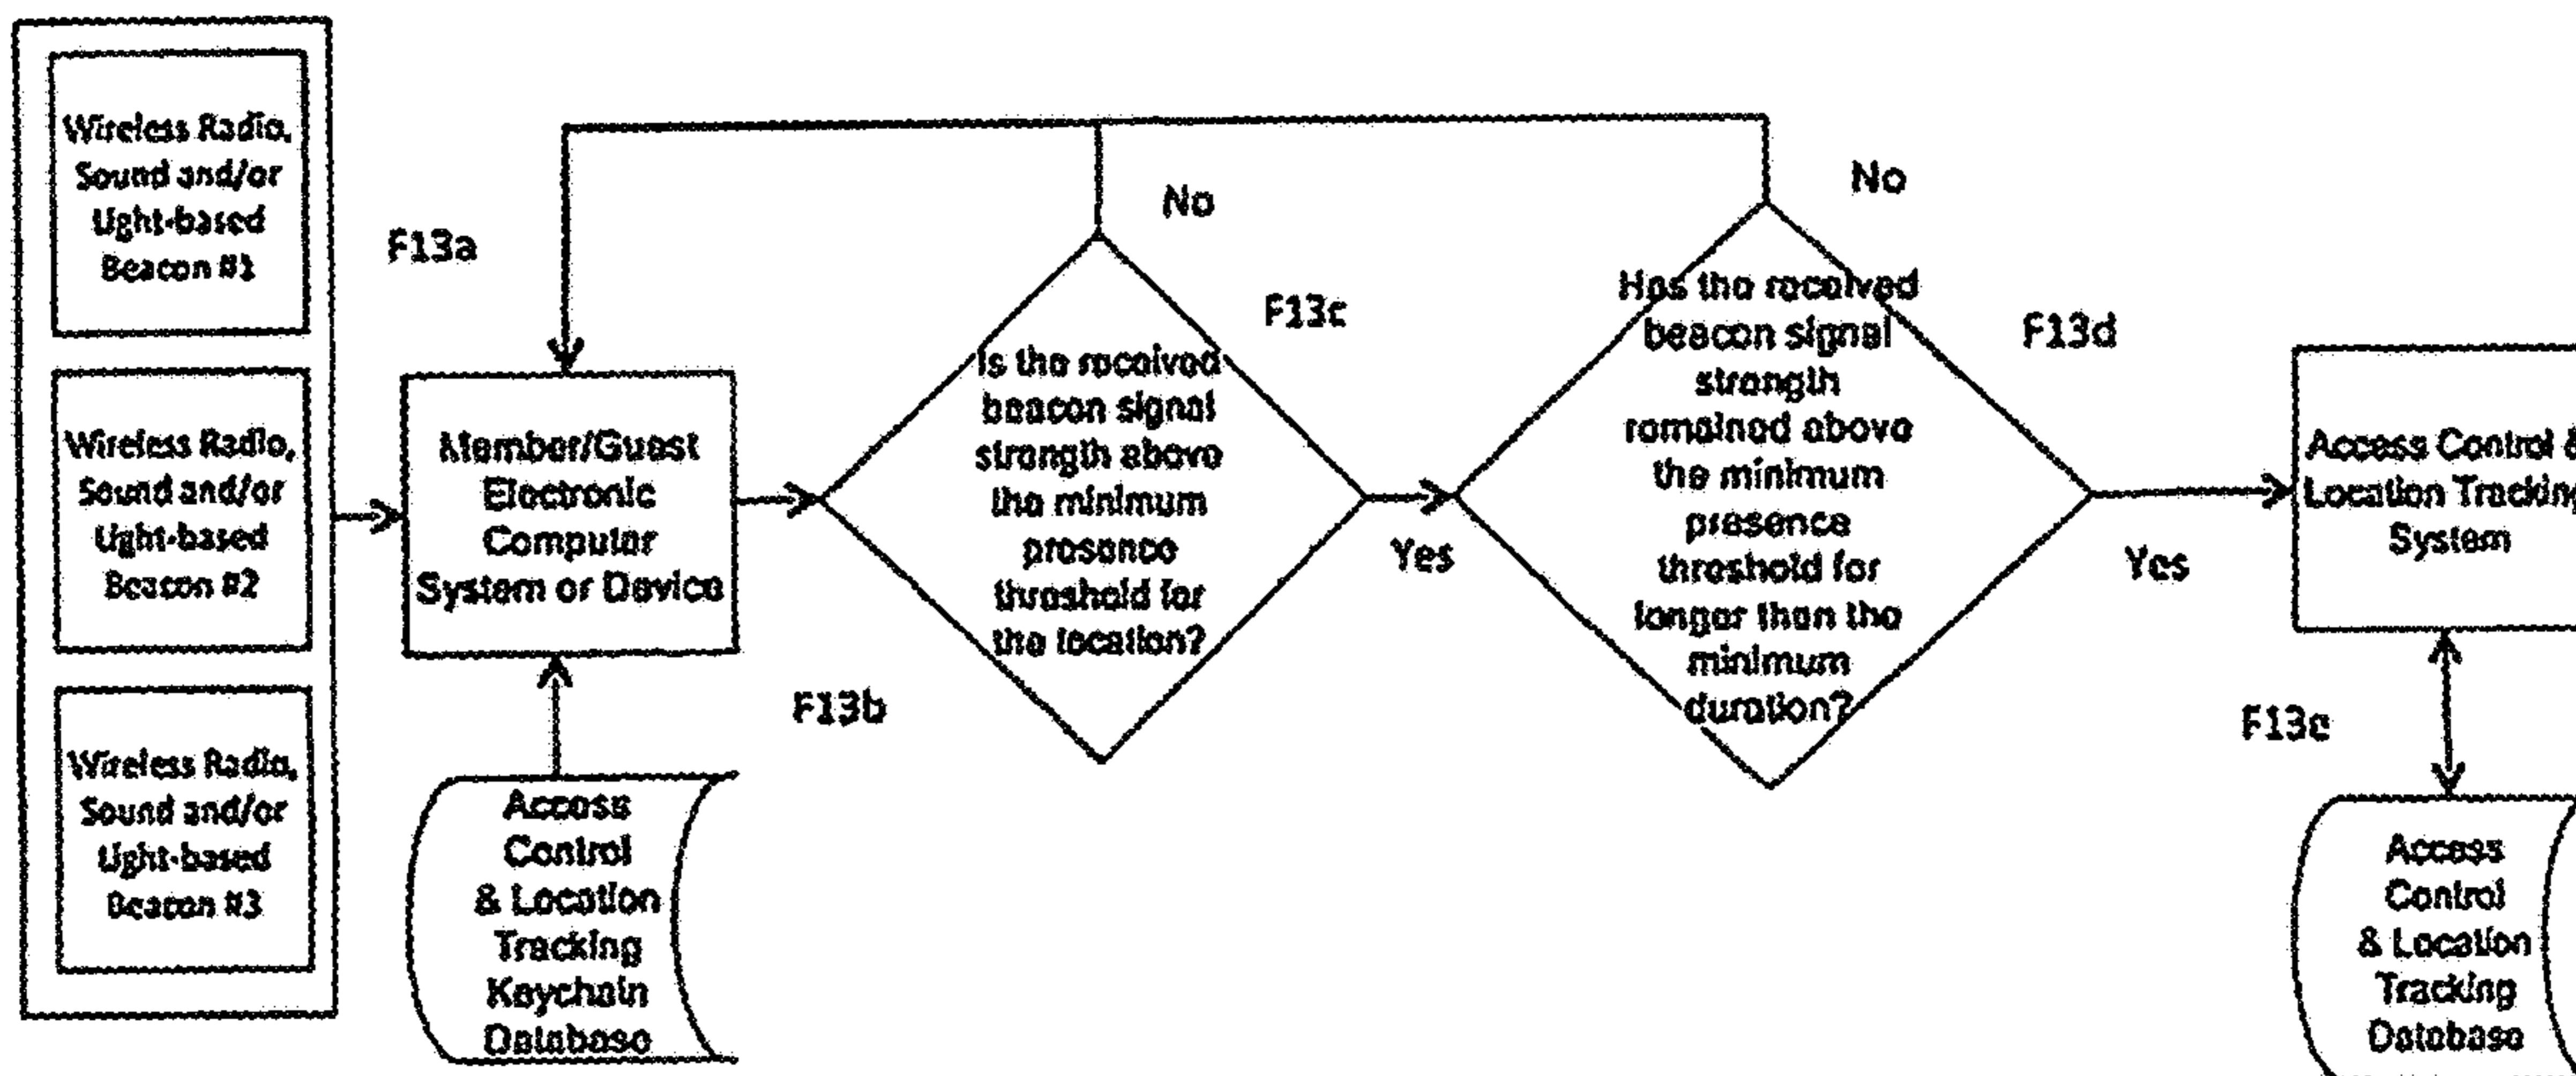 Wireless Radio,
Sound and/or
Light-based
Beacon #1
Wireless Radio,
Sound and/or
Light-based
Beacon #2
Wireless Radio,
Sound and/or
Light-based
Beacon #3
F13a
Member/Guest
Electronic
Computer
System or Device
F13b
Access
Control
& Location
Tracking
Keychain
Database
No
F13c
Is the received
beacon signal
strength above
the minimum
presence
threshold for
the location?
Yes
No
F13d
Has the received
beacon signal
strength
remained above
the minimum
presence
threshold for
longer than the
minimum
duration?
Yes
Access Control &
Location Tracking
System
F13e
Access
Control
& Location
Tracking
Database